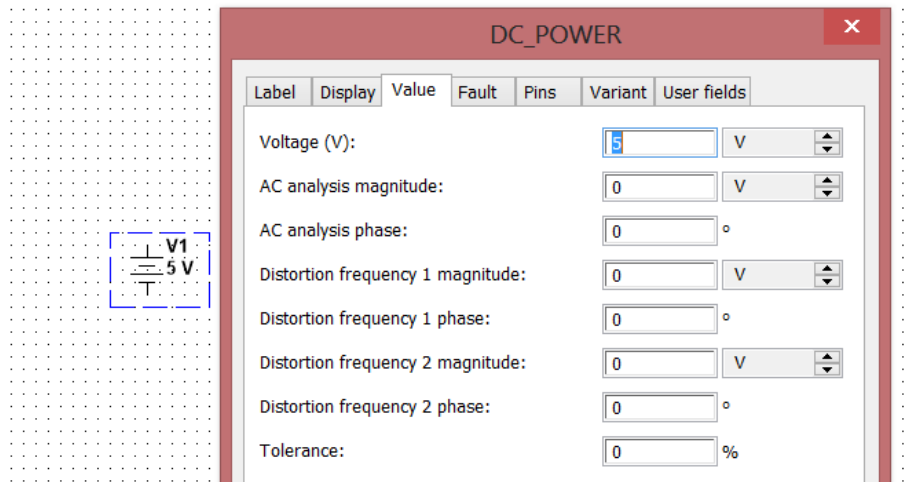 DC_POWER
Label Display Value Fault Pins Variant User fields
Voltage (V): 5 V
AC analysis magnitude: 0 V
AC analysis phase: 0 °
Distortion frequency 1 magnitude: 0 V
Distortion frequency 1 phase: 0 °
Distortion frequency 2 magnitude: 0 V
Distortion frequency 2 phase: 0 °
Tolerance: 0 %
V1
5 V